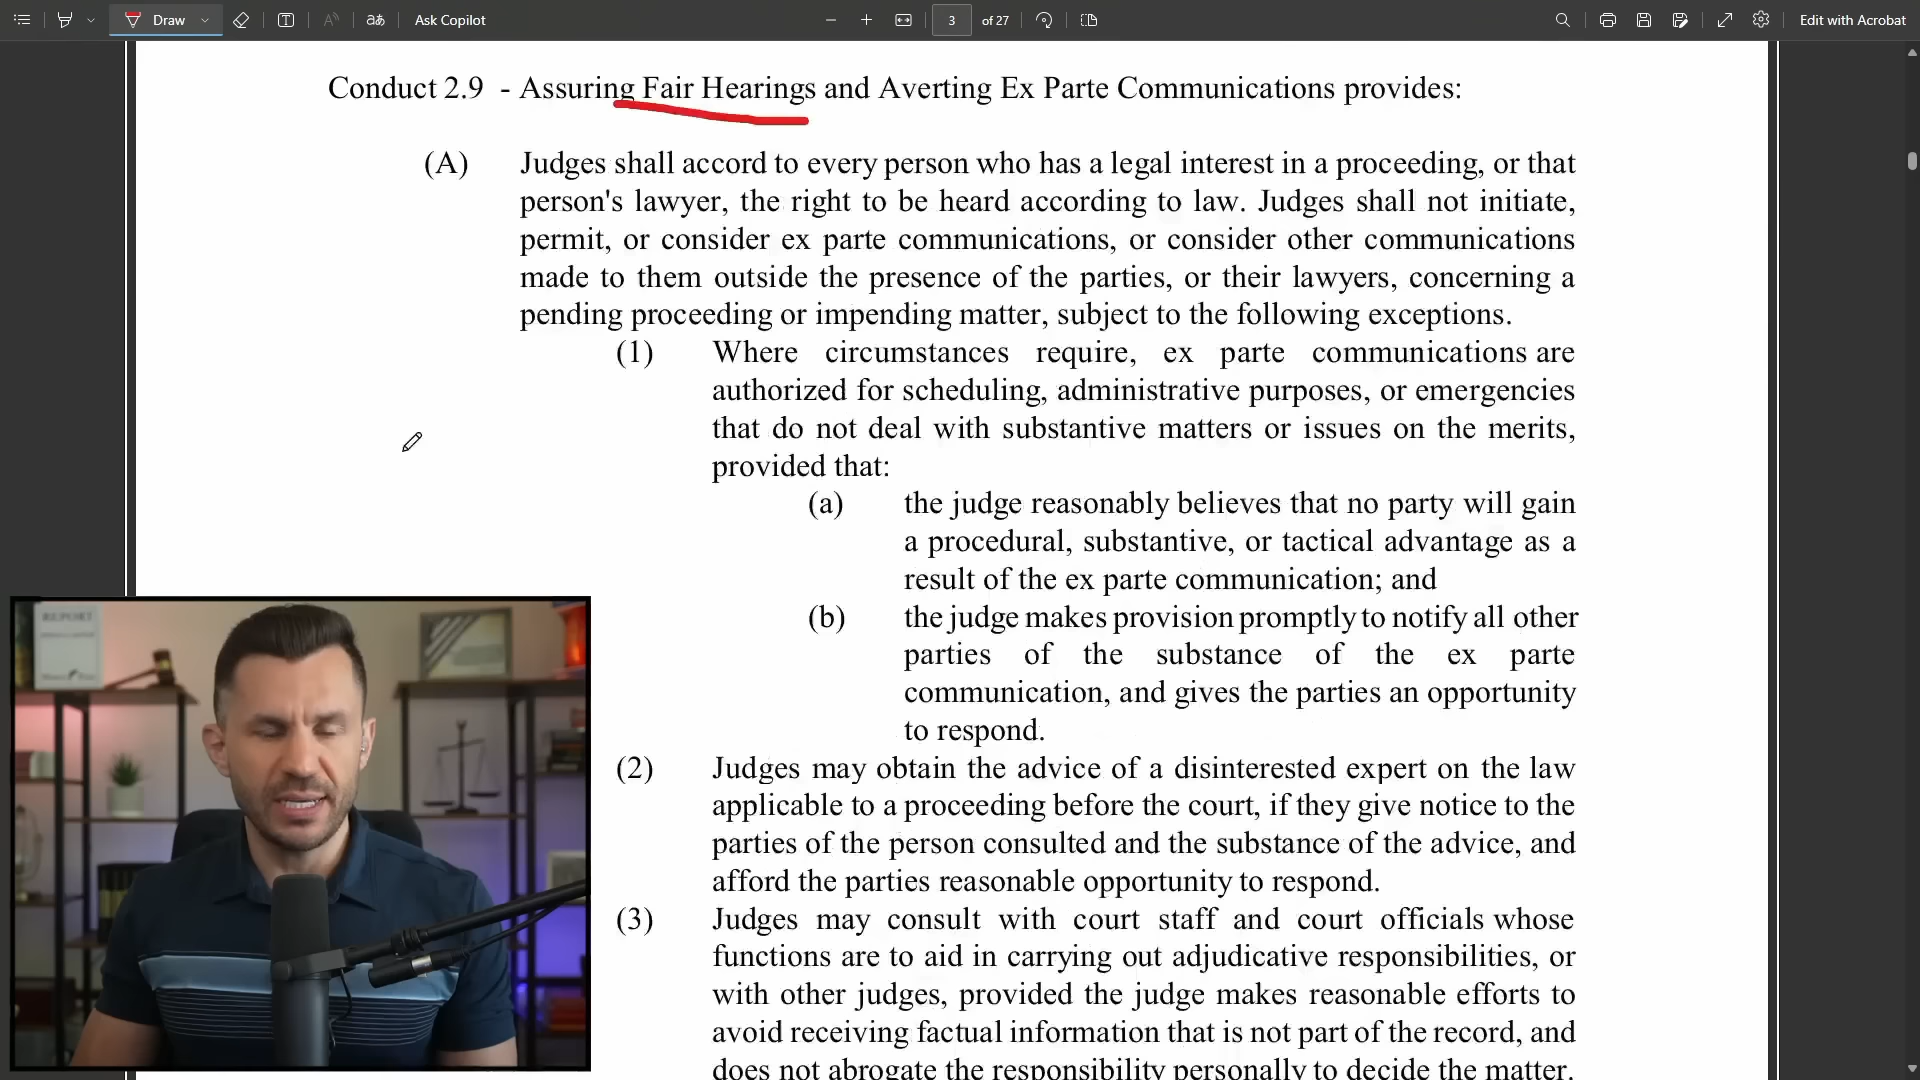 Draw
aあ
Ask Copilot
3
of 27
Edit with Acrobat
Conduct 2.9 - Assuring Fair Hearings and Averting Ex Parte Communications provides:
(A) Judges shall accord to every person who has a legal interest in a proceeding, or that
person's lawyer, the right to be heard according to law. Judges shall not initiate,
permit, or consider ex parte communications, or consider other communications
made to them outside the presence of the parties, or their lawyers, concerning a
pending proceeding or impending matter, subject to the following exceptions.
(1) Where circumstances require, ex parte communications are
authorized for scheduling, administrative purposes, or emergencies
that do not deal with substantive matters or issues on the merits,
provided that:
(a) the judge reasonably believes that no party will gain
a procedural, substantive, or tactical advantage as a
result of the ex parte communication; and
(b) the judge makes provision promptly to notify all other
parties of the substance of the ex parte
communication, and gives the parties an opportunity
to respond.
(2) Judges may obtain the advice of a disinterested expert on the law
applicable to a proceeding before the court, if they give notice to the
parties of the person consulted and the substance of the advice, and
afford the parties reasonable opportunity to respond.
(3) Judges may consult with court staff and court officials whose
functions are to aid in carrying out adjudicative responsibilities, or
with other judges, provided the judge makes reasonable efforts to
avoid receiving factual information that is not part of the record, and
does not abrogate the responsibility personally to decide the matter.
REPORT